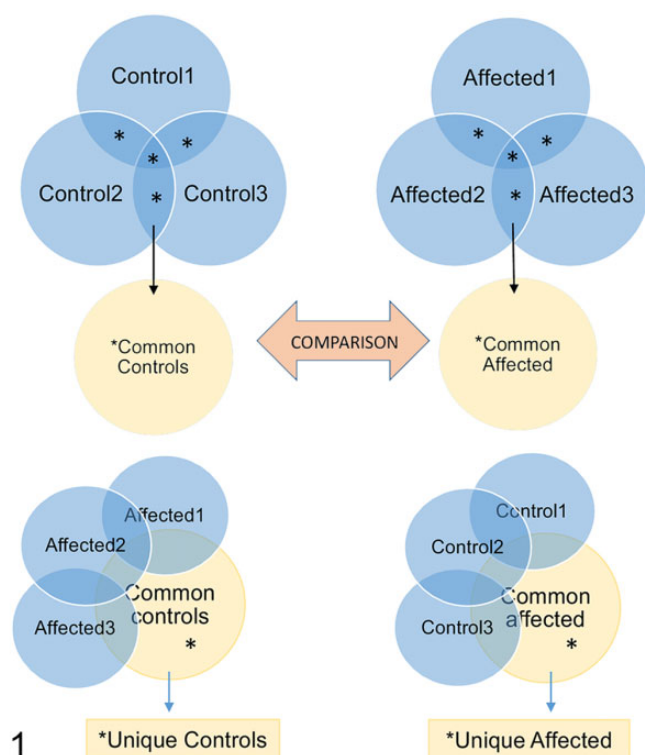 Control1
*
*
*
Control2
*
Control3
*Common
Controls
Affected1
*
*
*
Affected2
*
Affected3
*Common
Affected
COMPARISON
Affected1
Affected2
Affected3
Common
controls
*
*Unique Controls
Control1
Control2
Control3
Common
affected
*
*Unique Affected
1